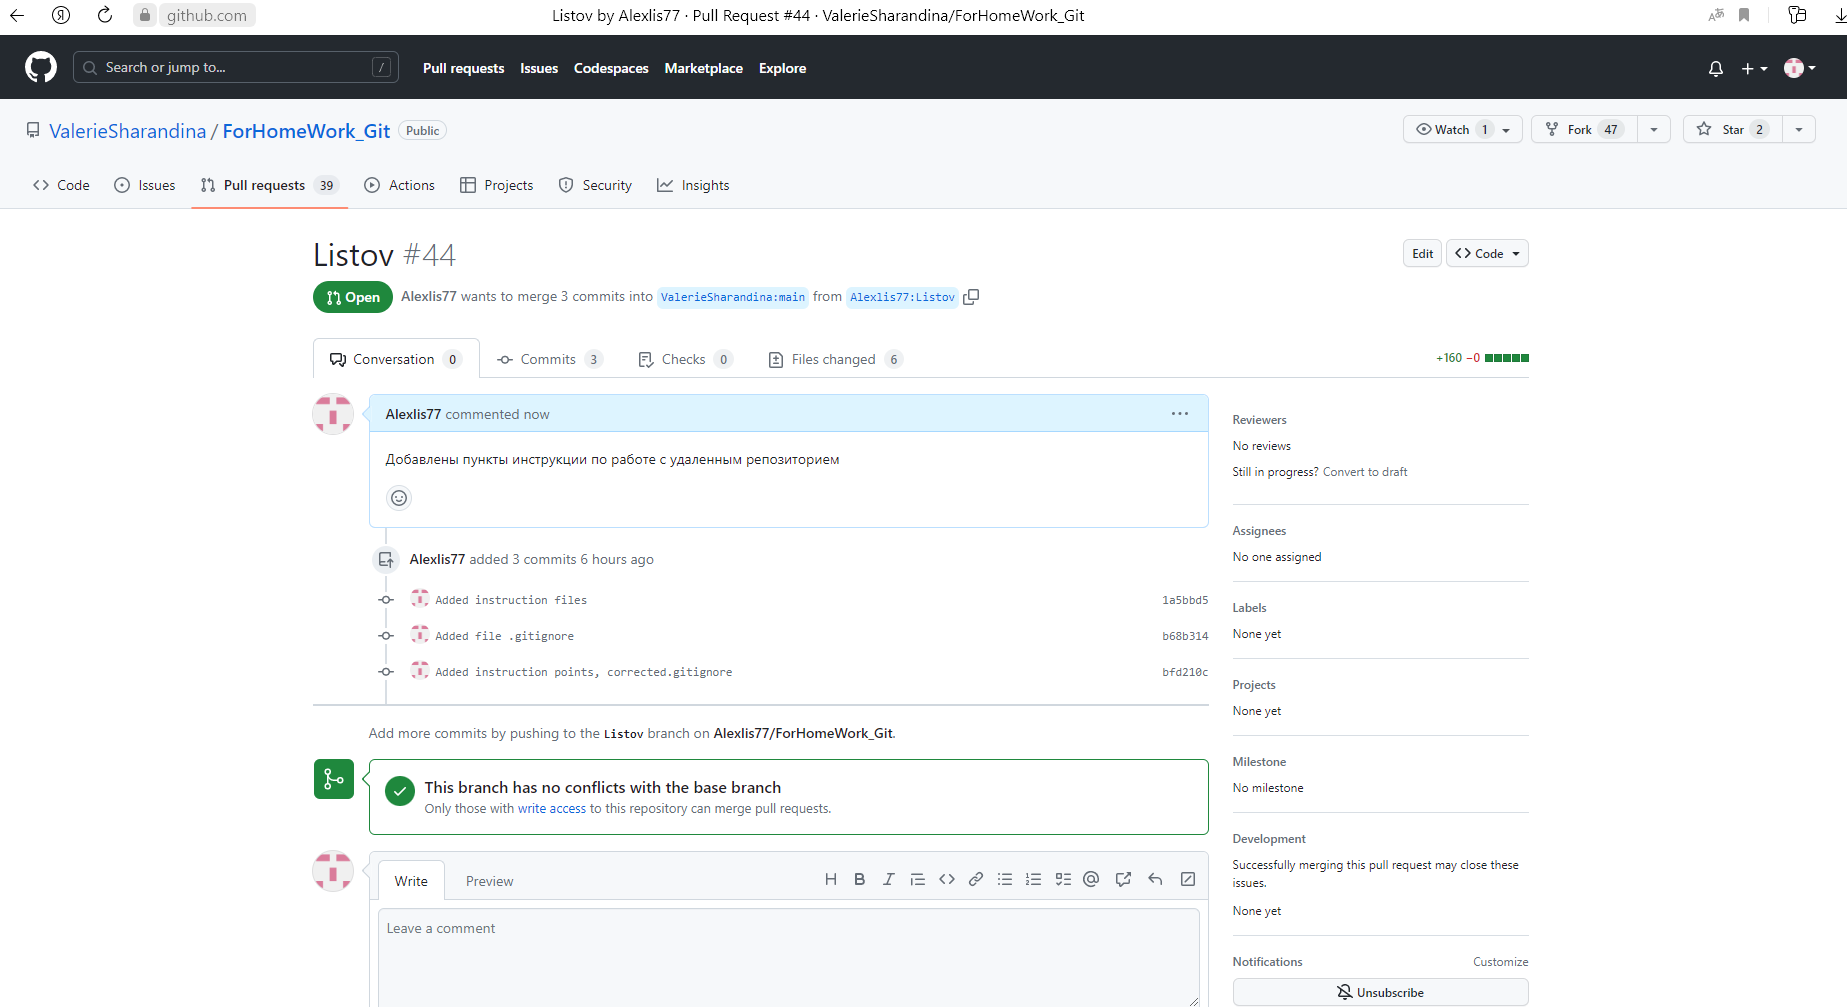 github.com
Listov by Alexlis77 · Pull Request #44 · ValerieSharandina/ForHomeWork_Git
Search or jump to... /
Pull requests Issues Codespaces Marketplace Explore
ValerieSharandina / ForHomeWork_Git Public
Watch 1 Fork 47 Star 2
Code Issues Pull requests 39 Actions Projects Security Insights
Listov #44
Edit Code
Open Alexlis77 wants to merge 3 commits into ValerieSharandina:main from Alexlis77:Listov
Conversation 0 Commits 3 Checks 0 Files changed 6
+160 −0
Alexlis77 commented now
Добавлены пункты инструкции по работе с удаленным репозиторием
Alexlis77 added 3 commits 6 hours ago
Added instruction files 1a5bbd5
Added file .gitignore b68b314
Added instruction points, corrected.gitignore bfd210c
Add more commits by pushing to the Listov branch on Alexlis77/ForHomeWork_Git.
This branch has no conflicts with the base branch
Only those with write access to this repository can merge pull requests.
Write Preview
Leave a comment
Reviewers
No reviews
Still in progress? Convert to draft
Assignees
No one assigned
Labels
None yet
Projects
None yet
Milestone
No milestone
Development
Successfully merging this pull request may close these
issues.
None yet
Notifications Customize
Unsubscribe